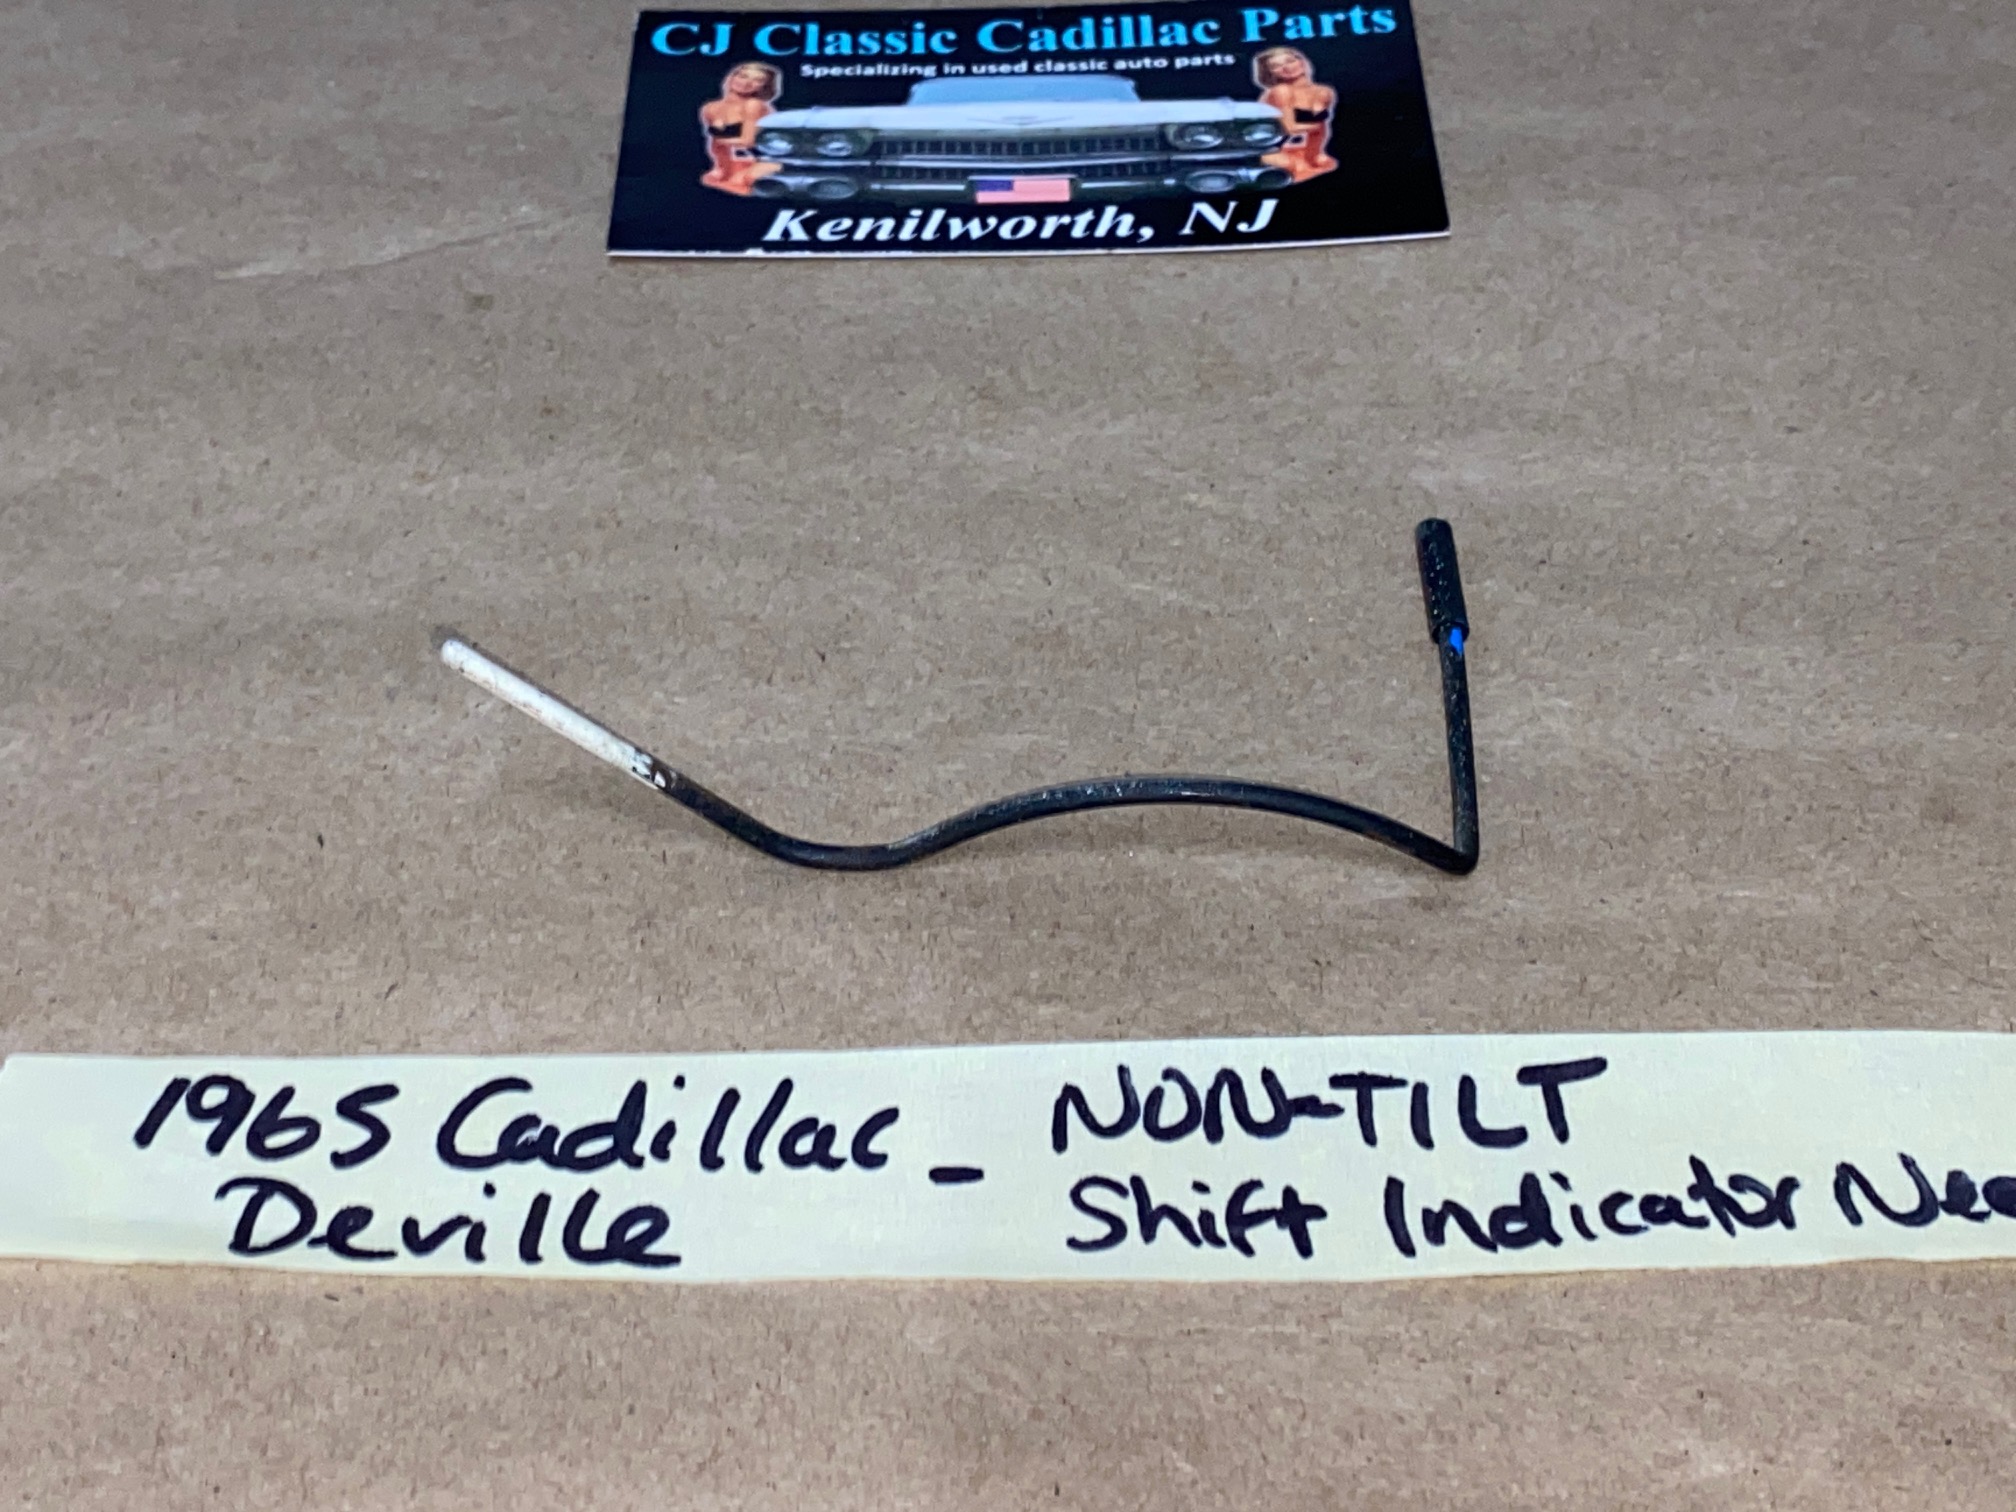 CJ Classic Cadillac Parts
Specializing in used classic auto parts
Kenilworth, NJ
1965 Cadillac - NON-TILT
Deville Shift Indicator Nee